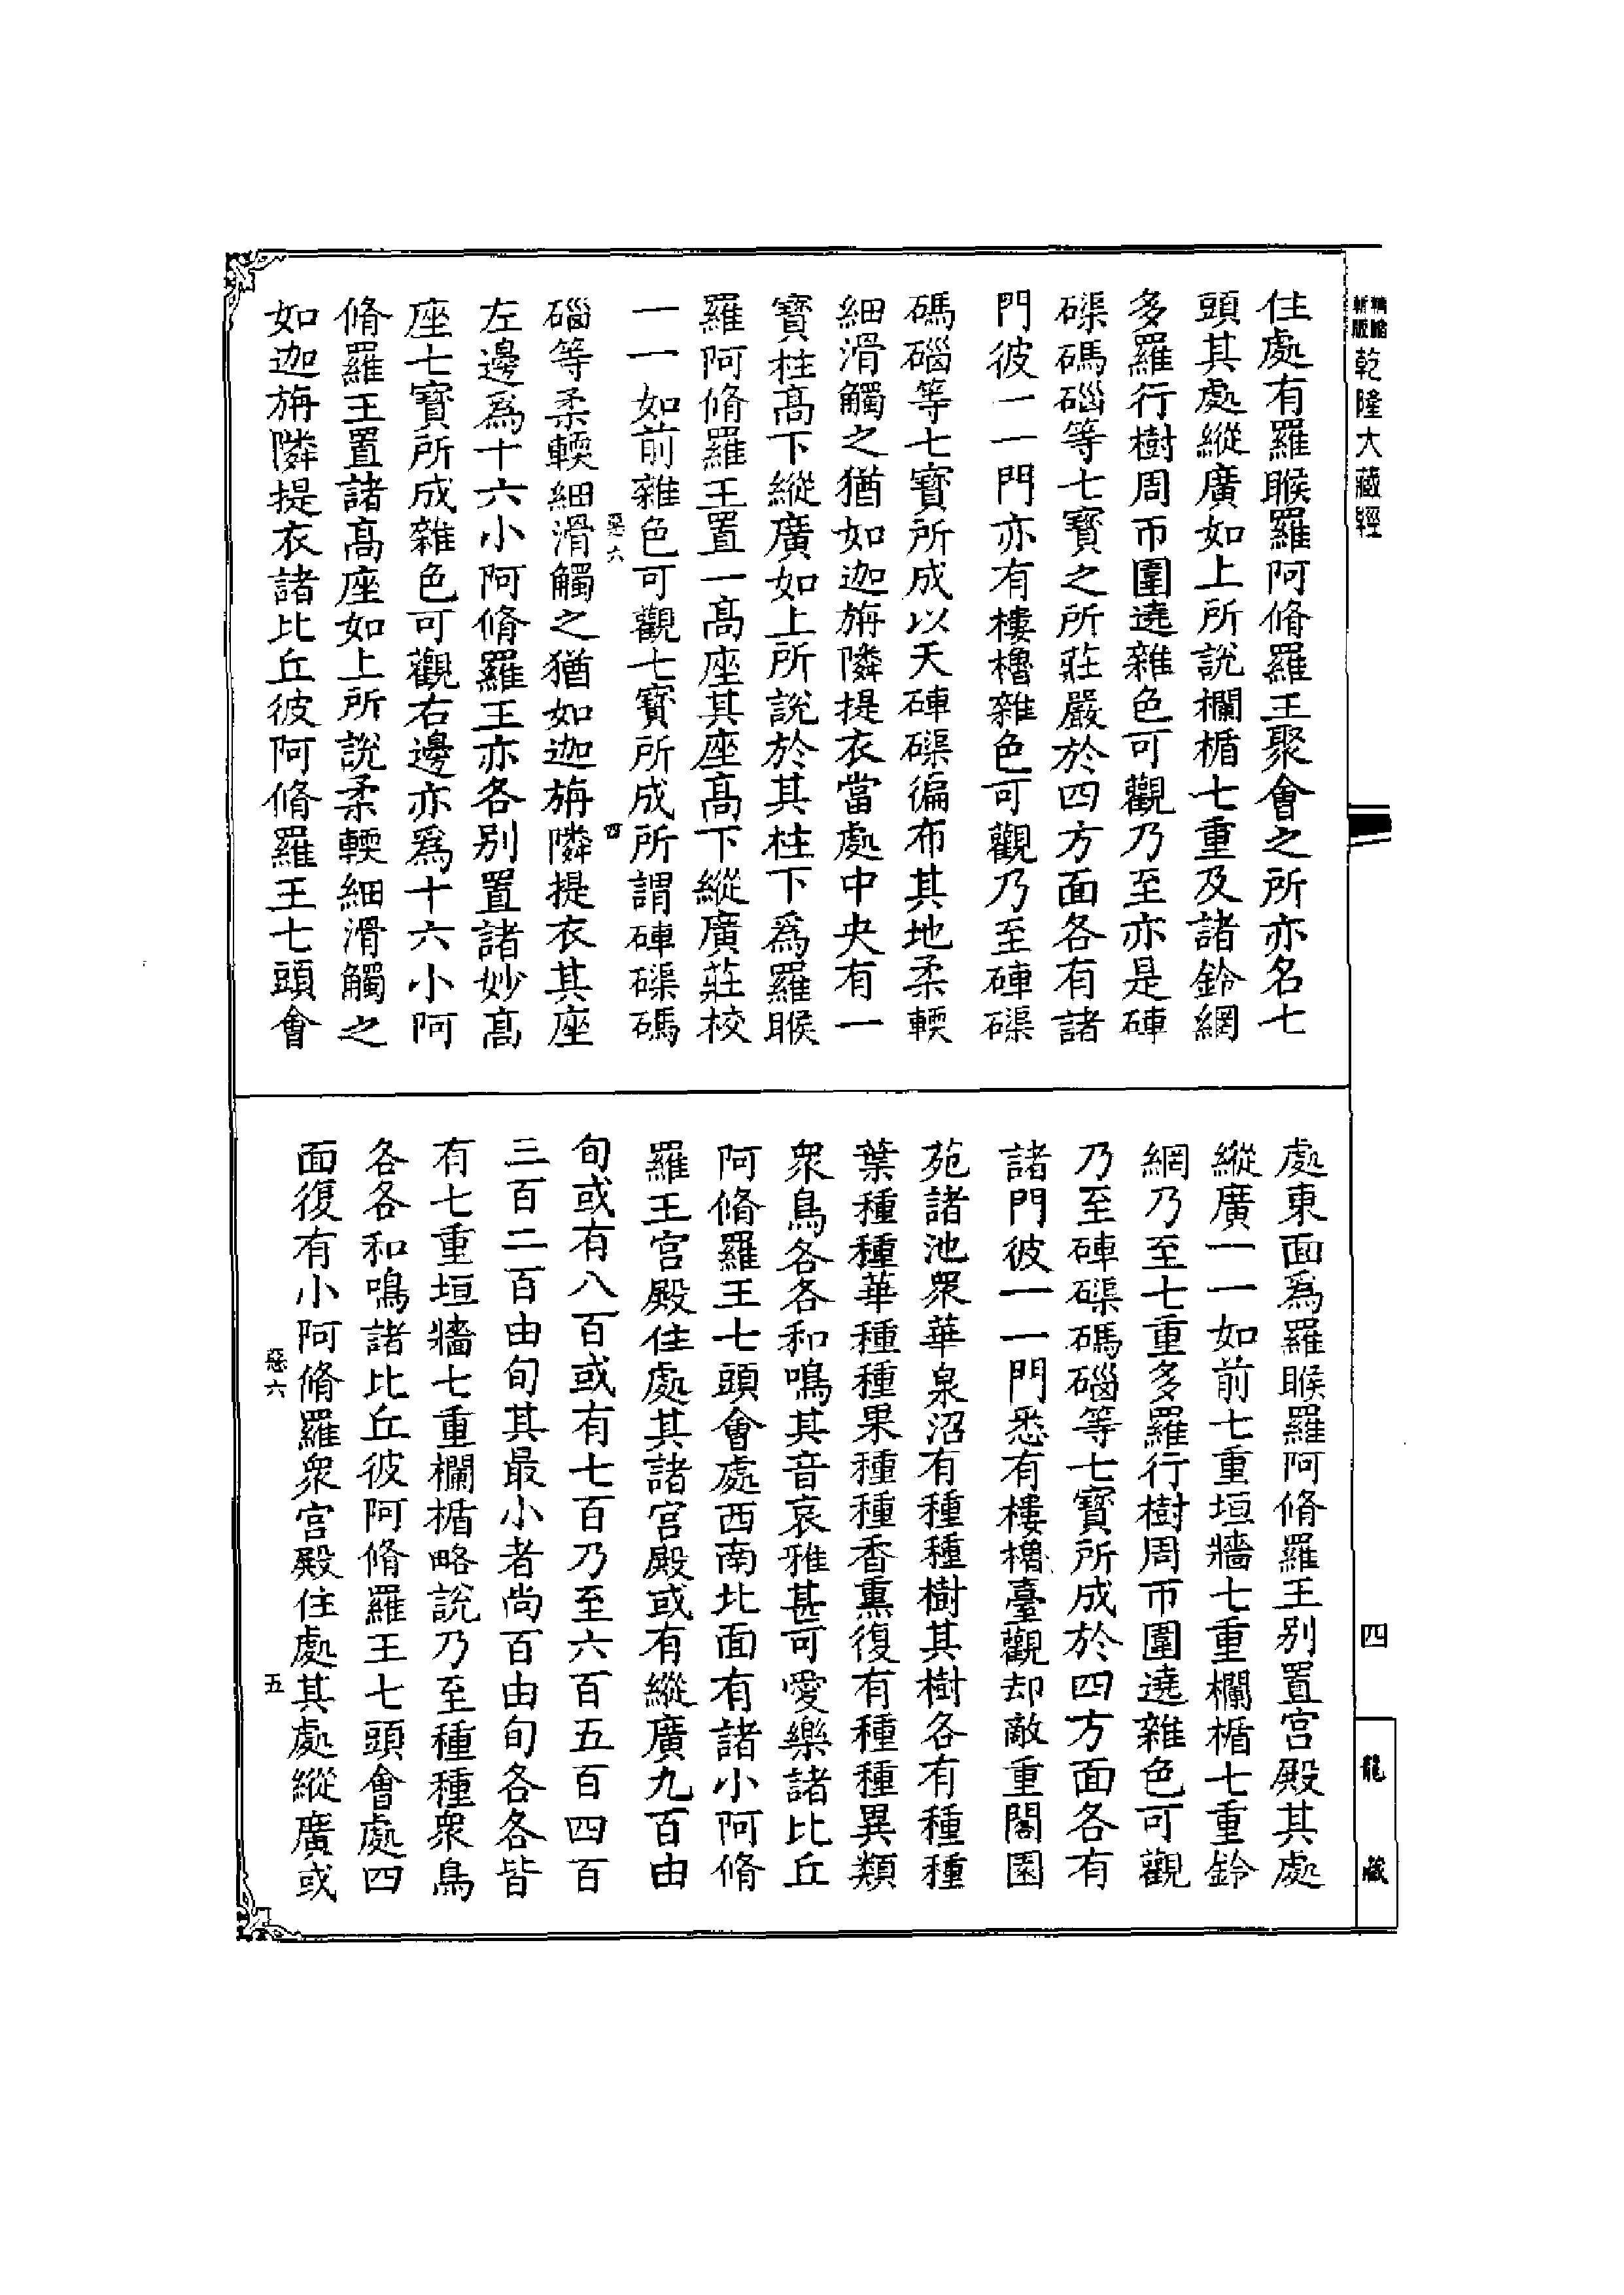 乾隆大藏經
住處有羅睺羅阿脩羅王聚會之所亦名七
頭其處縱廣如上所說欄楯七重及諸鈴網
多羅行樹周帀圍遶雜色可觀乃至亦是硨
磲碼碯等七寶之所莊嚴於四方面各有諸
門彼一一門亦有樓櫓雜色可觀乃至硨磲
碼碯等七寶所成以天硨磲徧布其地柔輭
細滑觸之猶如迦旃隣提衣當處中央有一
寶柱高下縱廣如上所說於其柱下爲羅睺
羅阿脩羅王置一高座其座高下縱廣莊校
一一如前雜色可觀七寶所成所謂硨磲碼
惡六
四
碯等柔輭細滑觸之猶如迦旃隣提衣其座
左邊爲十六小阿脩羅王亦各別置諸妙高
座七寶所成雜色可觀右邊亦爲十六小阿
脩羅王置諸高座如上所說柔輭細滑觸之
如迦旃隣提衣諸比丘彼阿脩羅王七頭會
處東面爲羅睺羅阿脩羅王別置宮殿其處
縱廣一一如前七重垣牆七重欄楯七重鈴
網乃至七重多羅行樹周帀圍遶雜色可觀
乃至硨磲碼碯等七寶所成於四方面各有
諸門彼一一門悉有樓櫓臺觀却敵重閣園
苑諸池衆華泉沼有種種樹其樹各有種種
葉種種華種種果種種香熏復有種種異類
衆鳥各各和鳴其音哀雅甚可愛樂諸比丘
阿脩羅王七頭會處西南北面有諸小阿脩
羅王宮殿住處其諸宮殿或有縱廣九百由
旬或有八百或有七百乃至六百五百四百
三百二百由旬其最小者尚百由旬各各皆
有七重垣牆七重欄楯略說乃至種種衆鳥
各各和鳴諸比丘彼阿脩羅王七頭會處四
面復有小阿脩羅衆宮殿住處其處縱廣或
惡六
五
四
龍藏